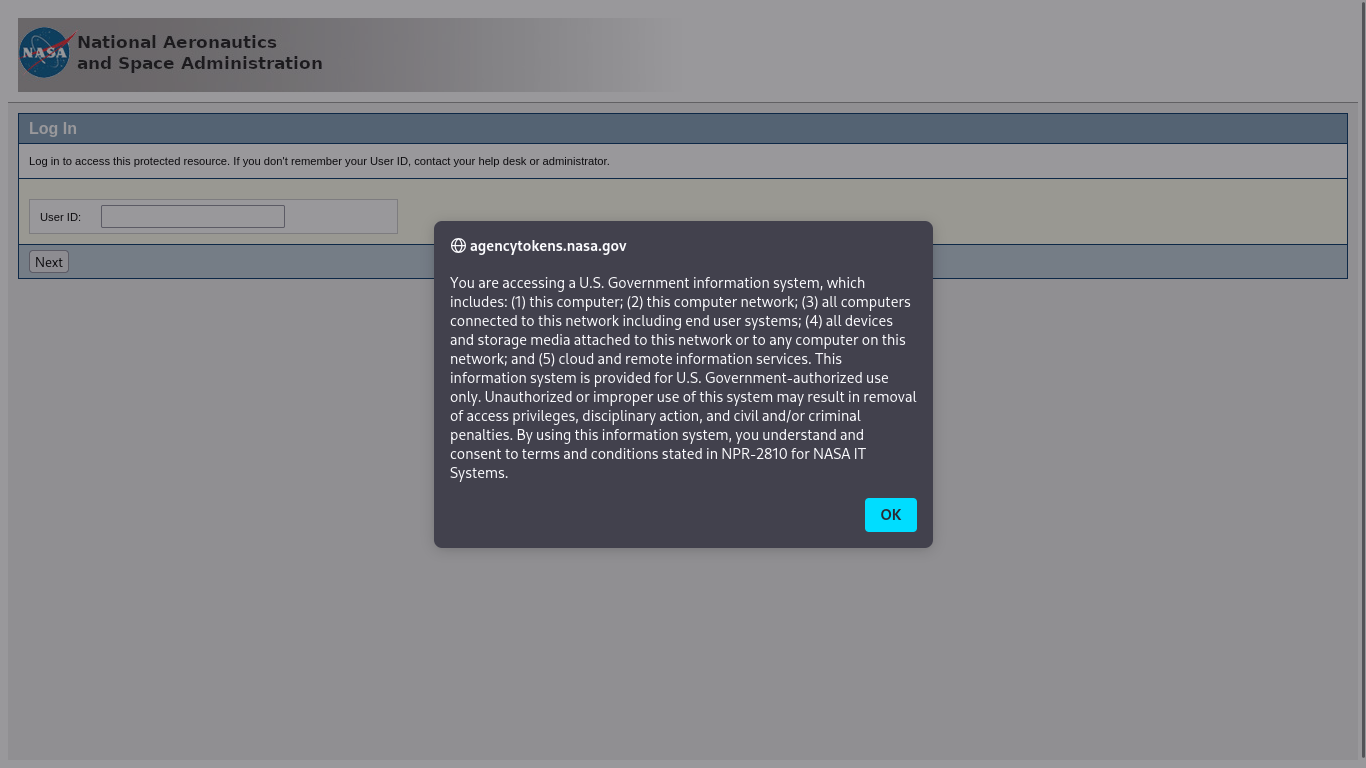 NASA
National Aeronautics
and Space Administration
Log In
Log in to access this protected resource. If you don't remember your User ID, contact your help desk or administrator.
User ID:
Next
agencytokens.nasa.gov
You are accessing a U.S. Government information system, which
includes: (1) this computer; (2) this computer network; (3) all computers
connected to this network including end user systems; (4) all devices
and storage media attached to this network or to any computer on this
network; and (5) cloud and remote information services. This
information system is provided for U.S. Government-authorized use
only. Unauthorized or improper use of this system may result in removal
of access privileges, disciplinary action, and civil and/or criminal
penalties. By using this information system, you understand and
consent to terms and conditions stated in NPR-2810 for NASA IT
Systems.
OK